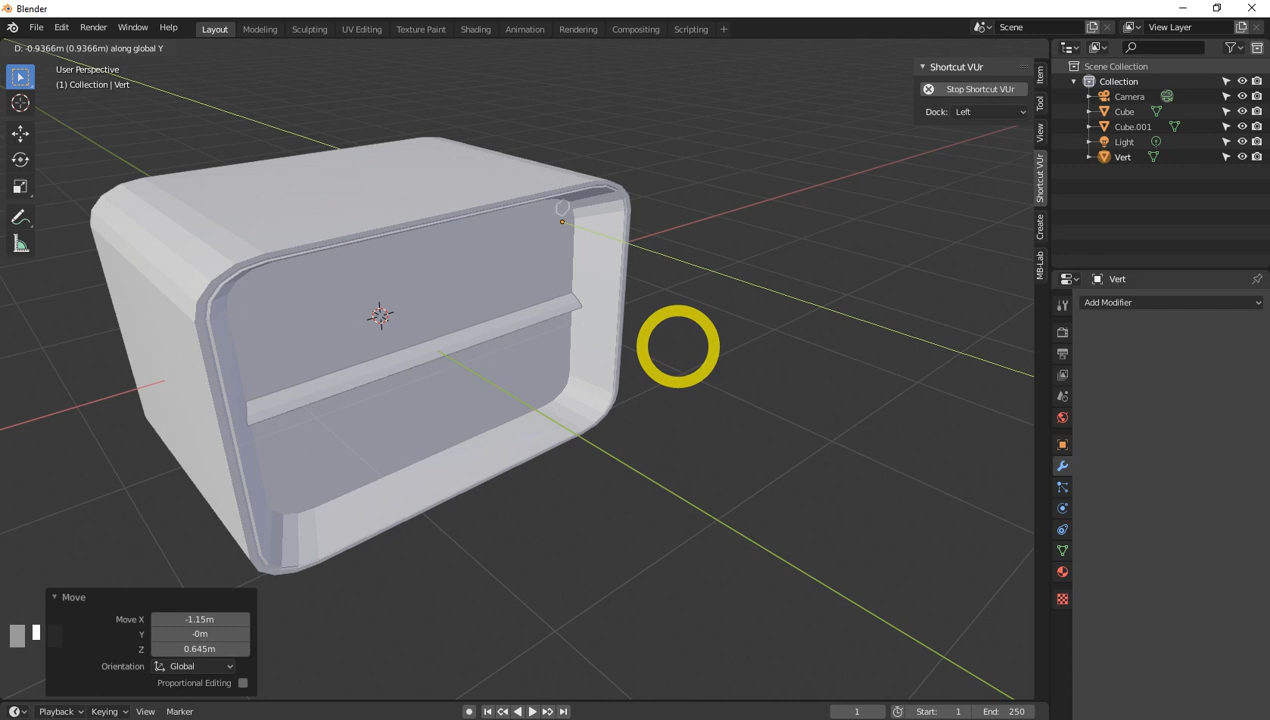 Blender
File Edit Render Window Help Layout Modeling Sculpting UV Editing Texture Paint Shading Animation Rendering Compositing Scripting + Scene View Layer
D: -0.9366m (0.9366m) along global Y
User Perspective
(1) Collection | Vert
Shortcut VUr
Stop Shortcut VUr
Dock: Left
Item
Tool
View
Shortcut VUr
Create
MB-Lab
Scene Collection
Collection
Camera
Cube
Cube.001
Light
Vert
Vert
Add Modifier
Move
Move X -1.15m
Y -0m
Z 0.645m
Orientation Global
Proportional Editing
Playback Keying View Marker 1 Start: 1 End: 250